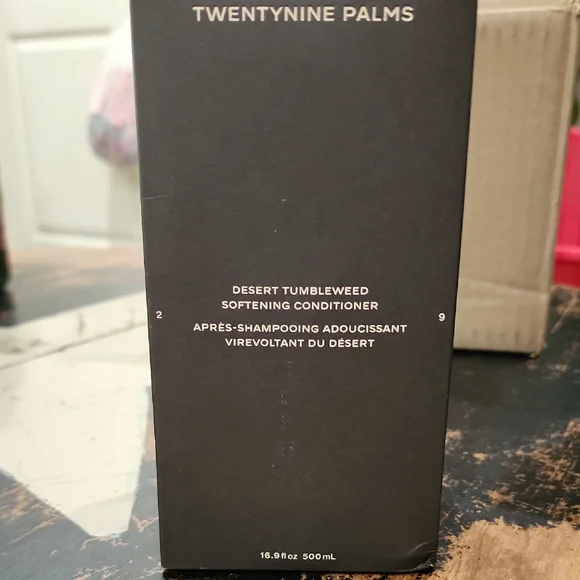 TWENTYNINE PALMS
DESERT TUMBLEWEED
SOFTENING CONDITIONER
2
9
APRÈS-SHAMPOOING ADOUCISSANT
VIREVOLTANT DU DÉSERT
16.9 fl oz 500 mL